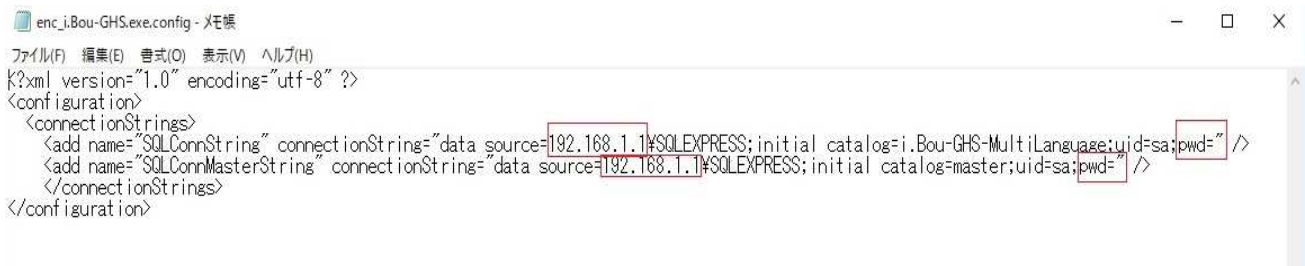 enc_i.Bou-GHS.exe.config - メモ帳
ファイル(F) 編集(E) 書式(O) 表示(V) ヘルプ(H)
<?xml version="1.0" encoding="utf-8" ?>
<configuration>
<connectionStrings>
<add name="SQLConnString" connectionString="data source=192.168.1.1¥SQLEXPRESS;initial catalog=i.Bou-GHS-MultiLanguage;uid=sa;pwd=" />
<add name="SQLConnMasterString" connectionString="data source=192.168.1.1¥SQLEXPRESS;initial catalog=master;uid=sa;pwd=" />
</connectionStrings>
</configuration>